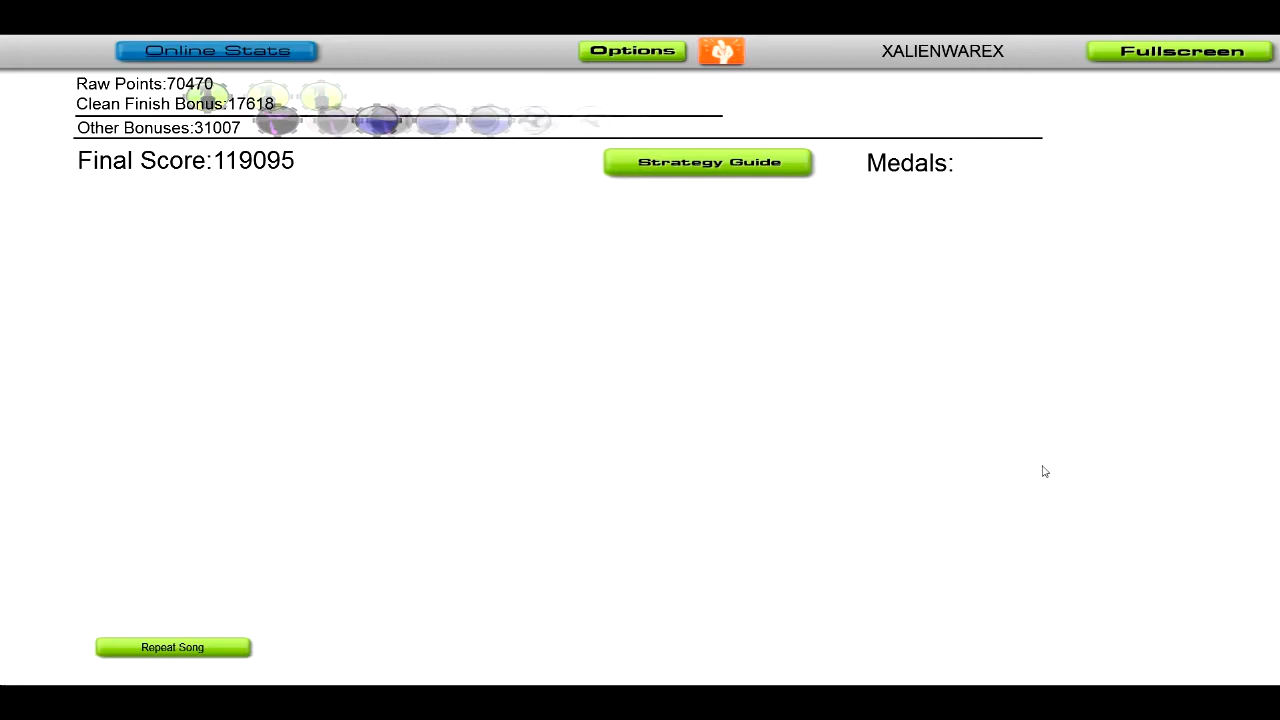 Online Stats
Options
XALIENWAREX
Fullscreen
Raw Points:70470
Clean Finish Bonus:17618
Other Bonuses:31007
Final Score:119095
Strategy Guide
Medals:
Repeat Song